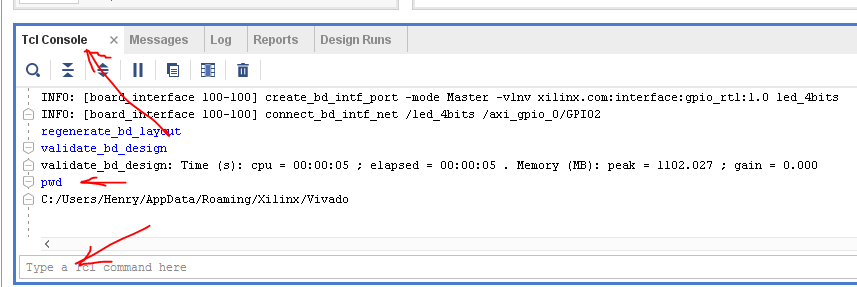 Tcl Console × Messages Log Reports Design Runs
INFO: [board_interface 100-100] create_bd_intf_port -mode Master -vlnv xilinx.com:interface:gpio_rtl:1.0 led_4bits
INFO: [board_interface 100-100] connect_bd_intf_net /led_4bits /axi_gpio_0/GPIO2
regenerate_bd_layout
validate_bd_design
validate_bd_design: Time (s): cpu = 00:00:05 ; elapsed = 00:00:05 . Memory (MB): peak = 1102.027 ; gain = 0.000
pwd
C:/Users/Henry/AppData/Roaming/Xilinx/Vivado
Type a Tcl command here